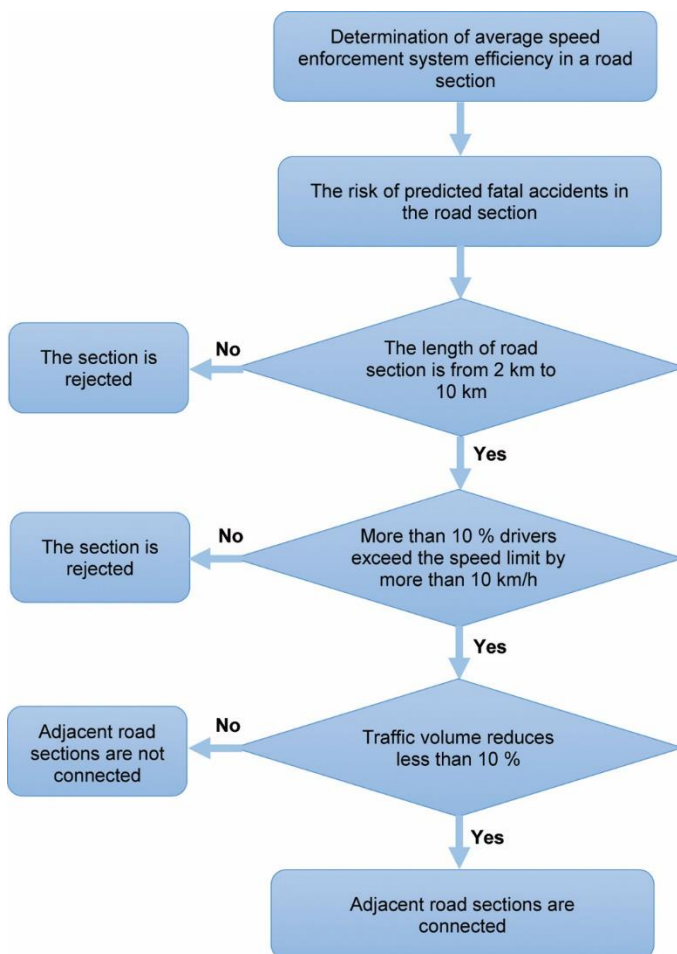 Determination of average speed
enforcement system efficiency in a road
section
The risk of predicted fatal accidents in
the road section
The length of road
section is from 2 km to
10 km
No
The section is
rejected
Yes
More than 10 % drivers
exceed the speed limit by
more than 10 km/h
No
The section is
rejected
Yes
Traffic volume reduces
less than 10 %
No
Adjacent road
sections are not
connected
Yes
Adjacent road sections are
connected